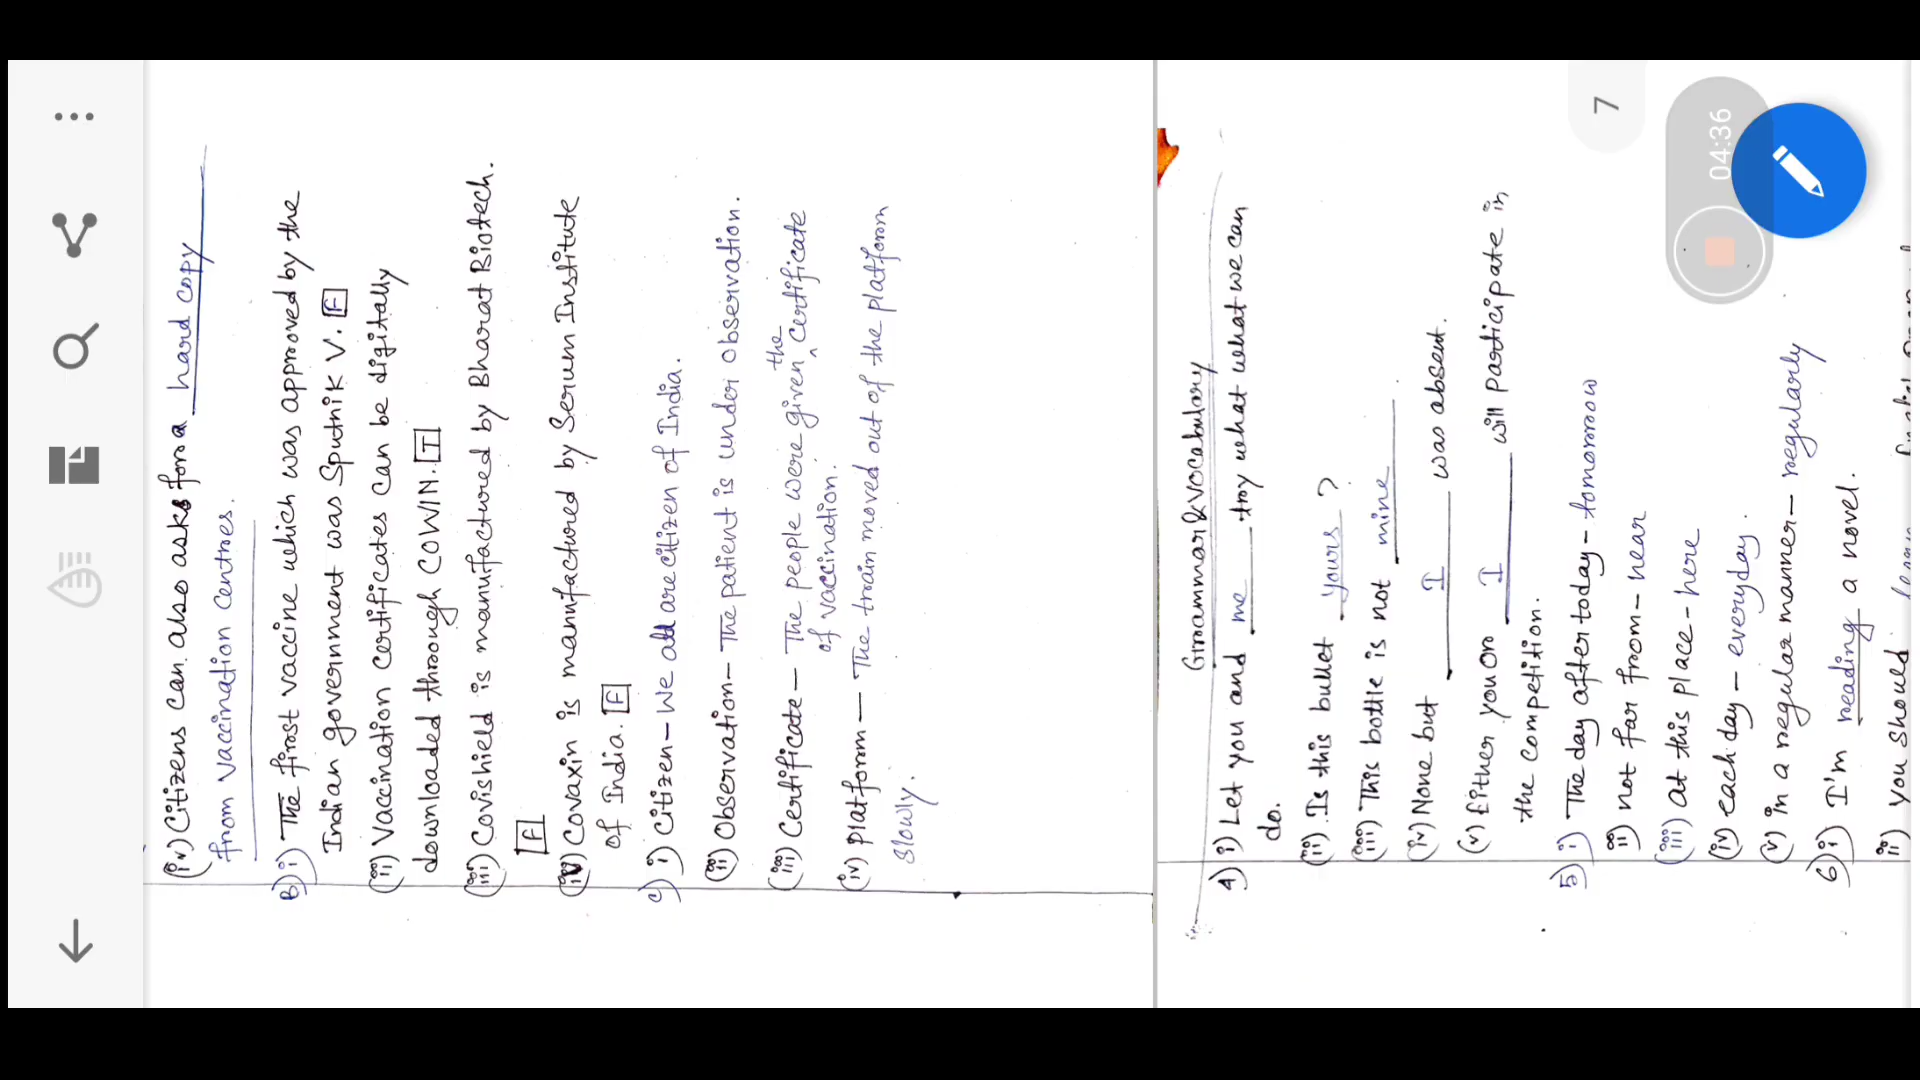 (iv) Citizens can also asks for a hard copy
from vaccination centres.
B) i) The first vaccine which was approved by the
Indian government was Sputnik V. F
(ii) Vaccination certificates can be digitally
downloaded through COWIN. T
(iii) Covishield is manufactured by Bharat Biotech.
F
(iv) Covaxin is mannfactured by Serum Institute
of India. F
C) i) Citizen - We all are citizen of India.
(ii) Observation - The patient is under observation.
(iii) Certificate - The people were given the certificate
of vaccination.
(iv) Platform - The train moved out of the platform
slowly.
Grammar & Vocabulary
4) i) Let you and me try what what we can
do.
(ii) Is this bullet yours ?
(iii) This bottle is not mine
(iv) None but I was absent.
(v) Either you or I will participate in
the competition.
5) i) The day after today - tomorrow
ii) not far from - near
(iii) at this place - here
(iv) each day - everyday.
(v) in a regular manner - regularly
6) i) I'm reading a novel.
ii) you should learn
7
04:36